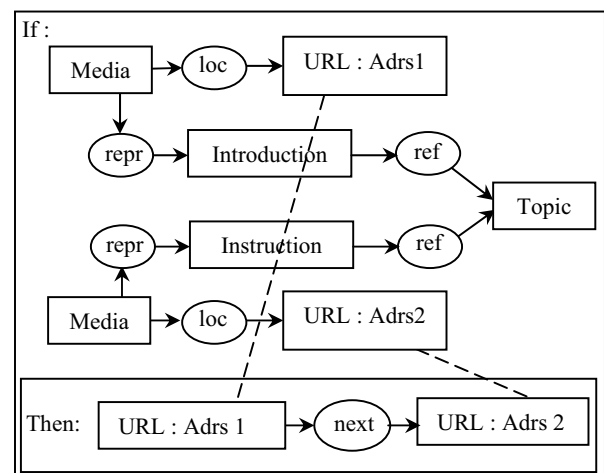 If :
Media loc URL : Adrs1
repr Introduction ref
Topic
repr Instruction ref
Media loc URL : Adrs2
Then: URL : Adrs 1 next URL : Adrs 2